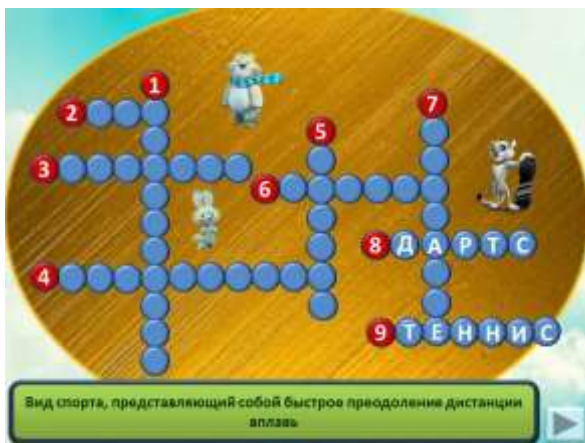 1
7
2
5
3
6
8 ДАРТС
4
9 ТЕННИС
Вид спорта, представляющий собой быстрое преодоление дистанции
вплавь